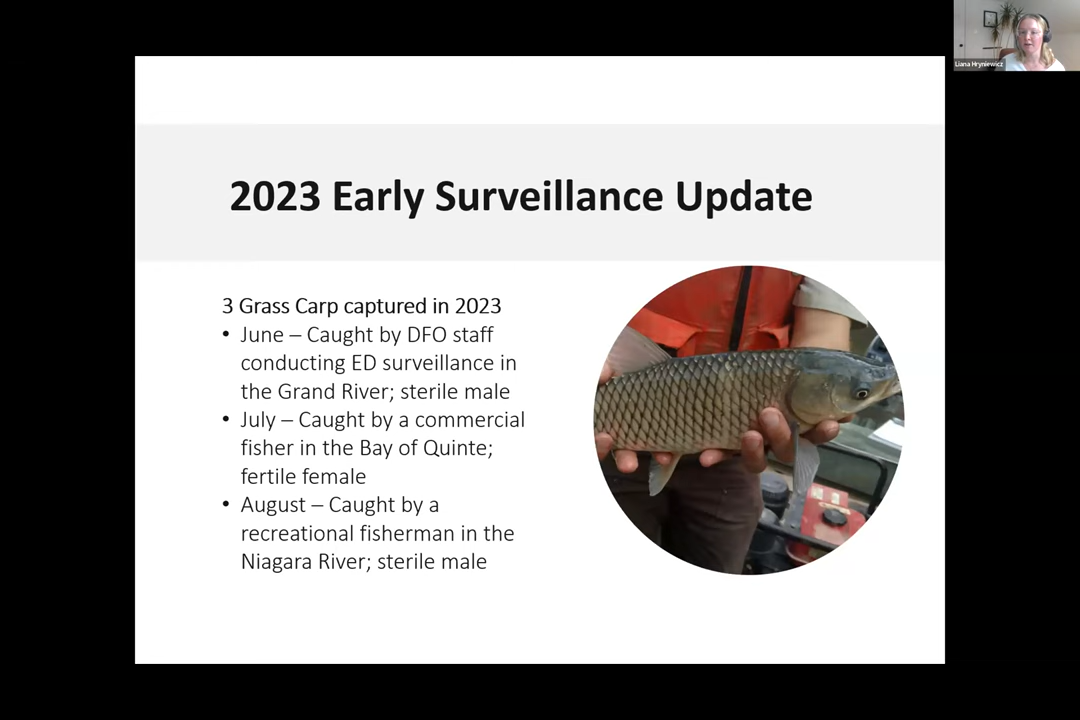 Liana Hryniewicz
2023 Early Surveillance Update
3 Grass Carp captured in 2023
• June – Caught by DFO staff
conducting ED surveillance in
the Grand River; sterile male
• July – Caught by a commercial
fisher in the Bay of Quinte;
fertile female
• August – Caught by a
recreational fisherman in the
Niagara River; sterile male